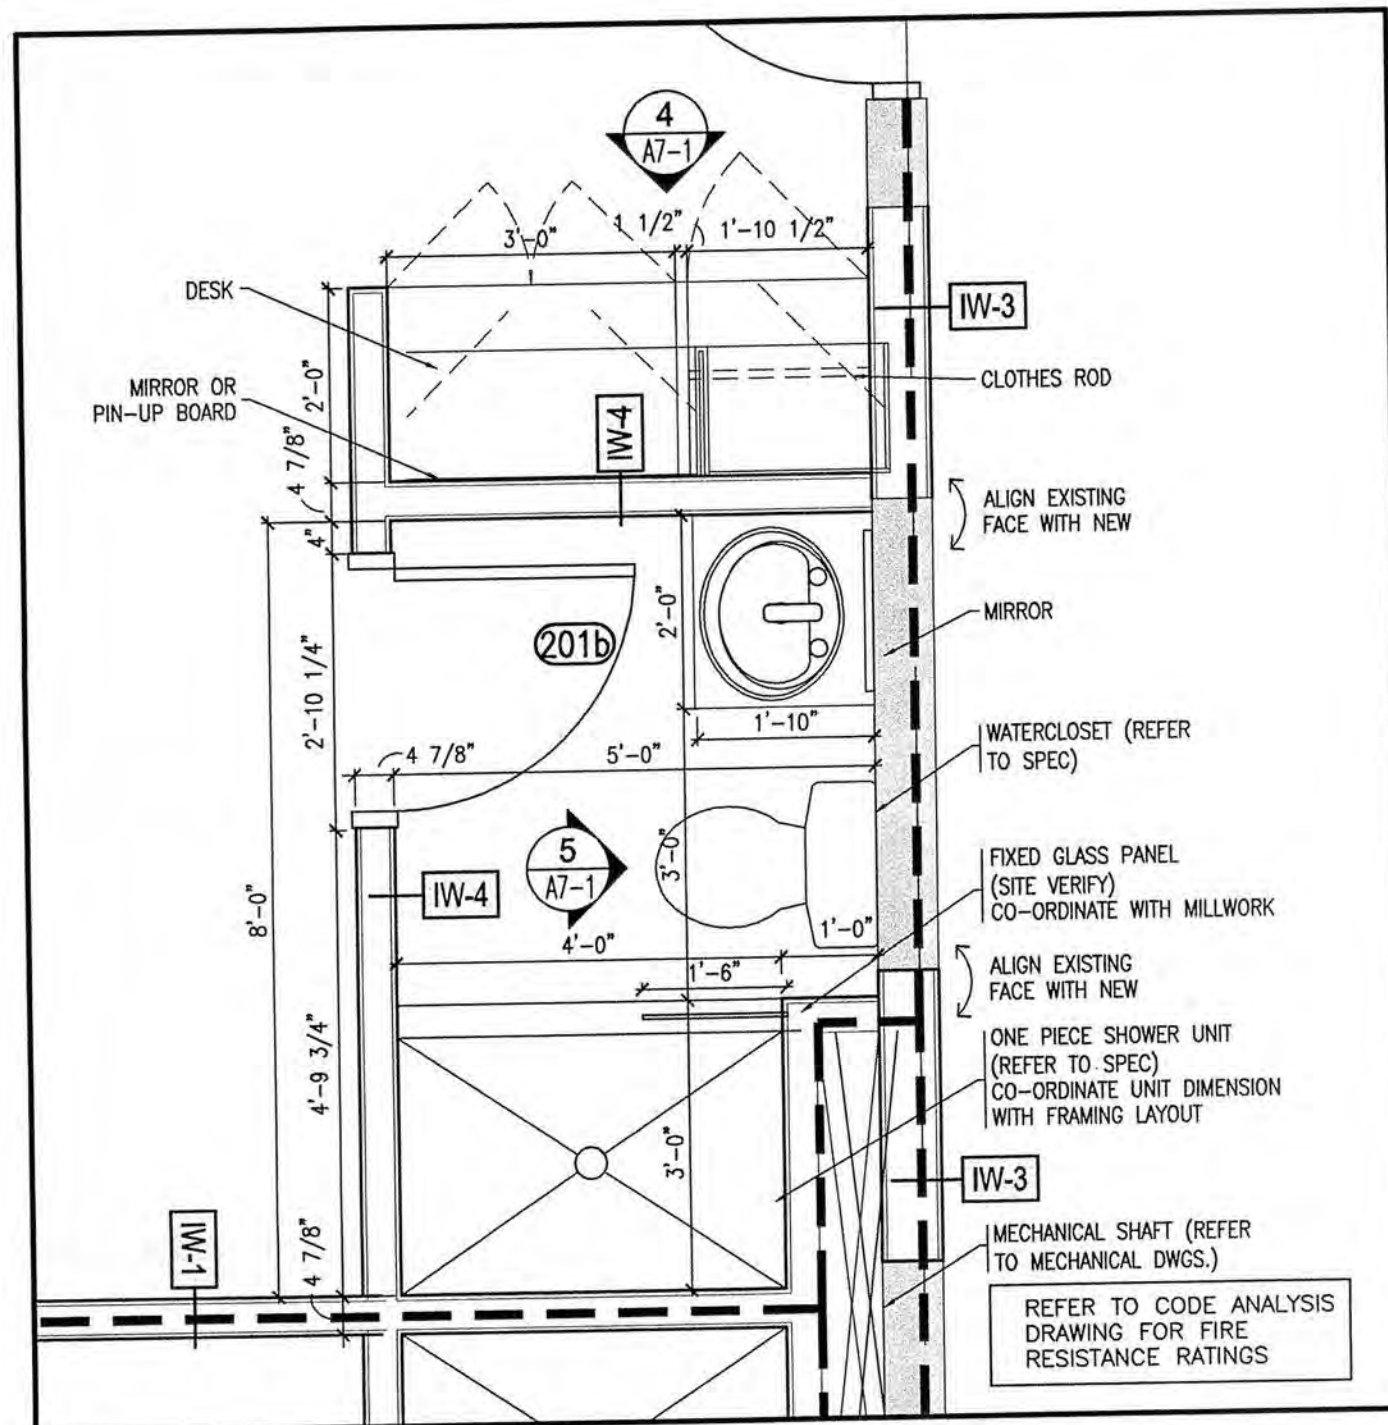 4
A7-1
3'-0"
1 1/2"
1'-10 1/2"
DESK
IW-3
2'-0"
MIRROR OR
PIN-UP BOARD
CLOTHES ROD
IW-4
4 7/8"
ALIGN EXISTING
FACE WITH NEW
4"
2'-0"
MIRROR
201b
2'-10 1/4"
1'-10"
WATERCLOSET (REFER
TO SPEC)
4 7/8"
5'-0"
5
A7-1
3'-0"
FIXED GLASS PANEL
(SITE VERIFY)
CO-ORDINATE WITH MILLWORK
IW-4
8'-0"
1'-0"
4'-0"
1'-6"
ALIGN EXISTING
FACE WITH NEW
4'-9 3/4"
ONE PIECE SHOWER UNIT
(REFER TO SPEC)
CO-ORDINATE UNIT DIMENSION
WITH FRAMING LAYOUT
3'-0"
IW-3
IW-1
4 7/8"
MECHANICAL SHAFT (REFER
TO MECHANICAL DWGS.)
REFER TO CODE ANALYSIS
DRAWING FOR FIRE
RESISTANCE RATINGS